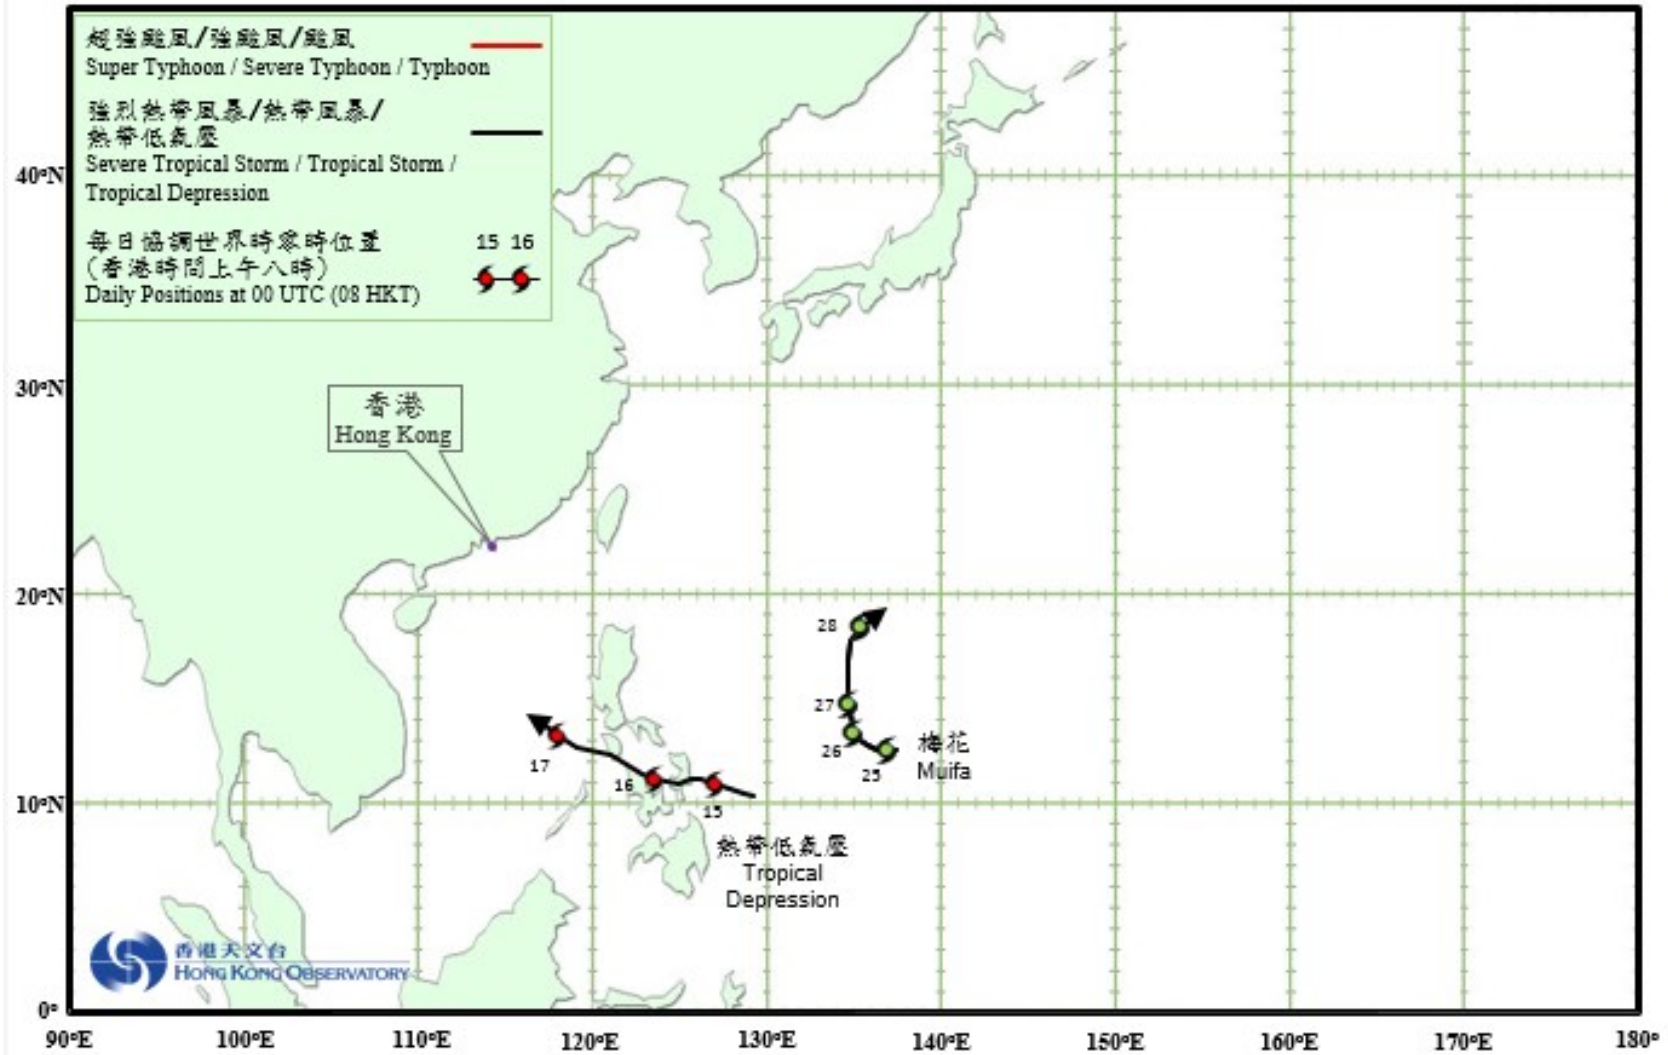 超強颱風/強颱風/颱風
Super Typhoon / Severe Typhoon / Typhoon
強烈熱帶風暴/熱帶風暴/
熱帶低氣壓
Severe Tropical Storm / Tropical Storm /
Tropical Depression
每日協調世界時零時位置
(香港時間上午八時)
Daily Positions at 00 UTC (08 HKT)
15 16
40°N
30°N
香港
Hong Kong
20°N
28
27
26
25
梅花
Muifa
17
16
15
10°N
熱帶低氣壓
Tropical
Depression
香港天文台
HONG KONG OBSERVATORY
0°
90°E 100°E 110°E 120°E 130°E 140°E 150°E 160°E 170°E 180°